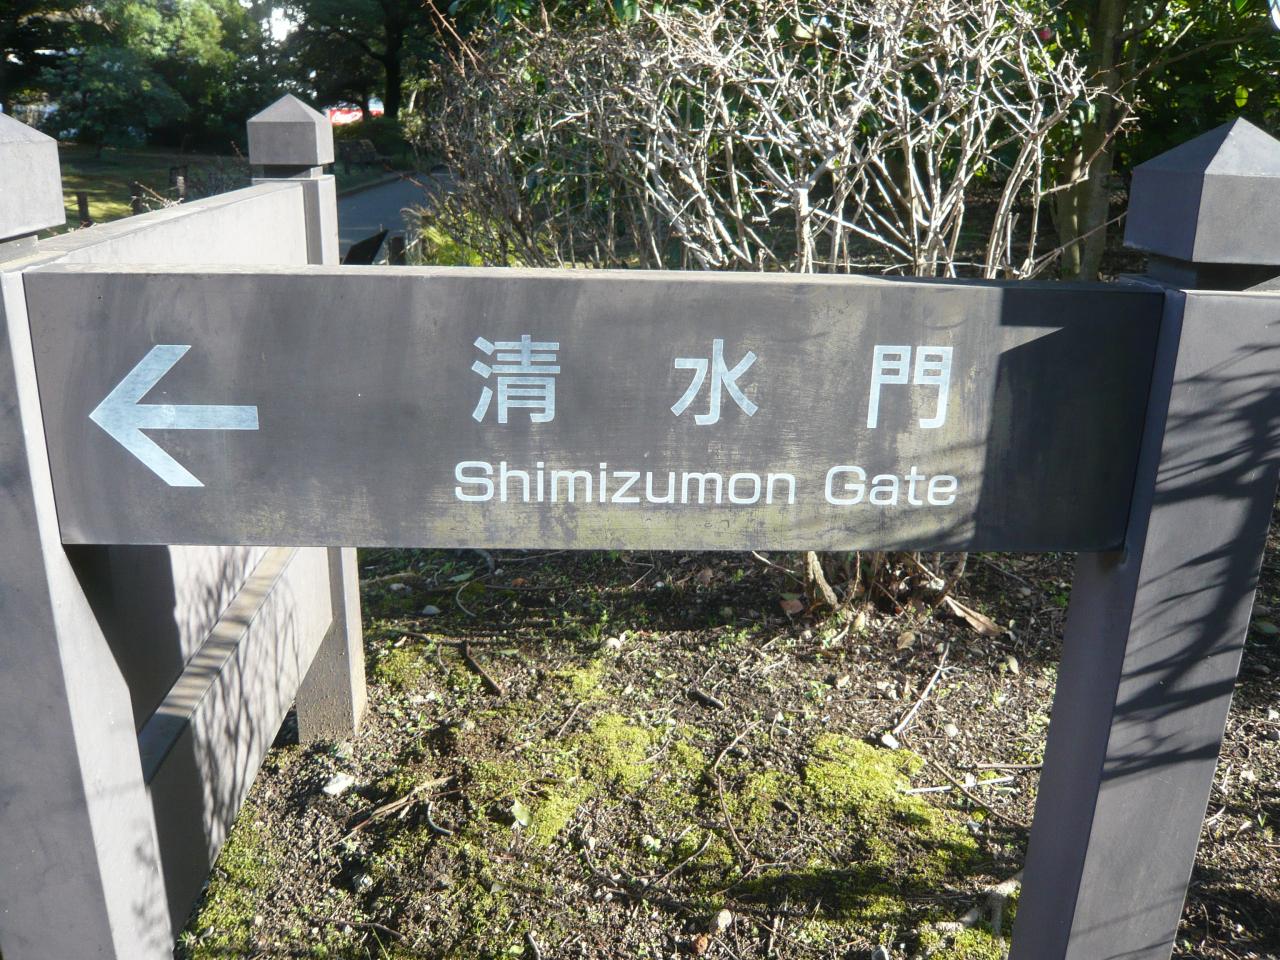 清水門
Shimizumon Gate